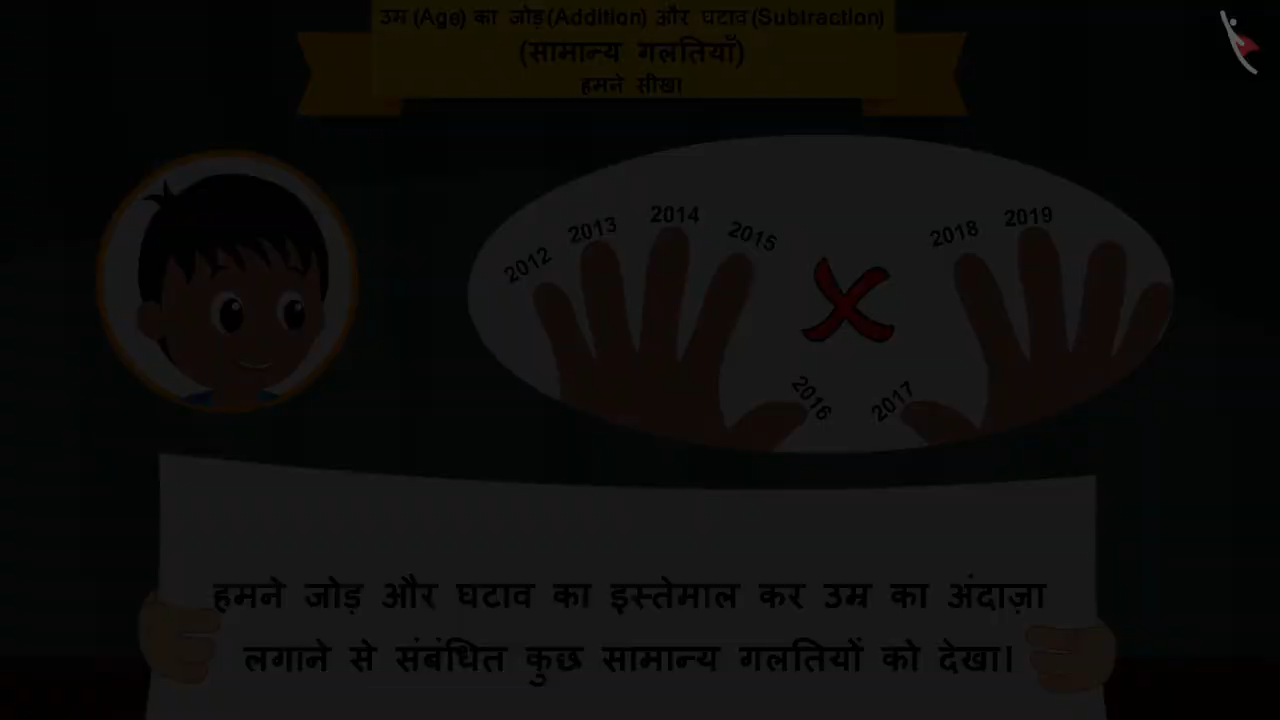 उम्र (Age) का जोड़(Addition) और घटाव(Subtraction)
(सामान्य गलतियाँ)
हमने सीखा
2012 2013 2014 2015 2018 2019
2016 2017
हमने जोड़ और घटाव का इस्तेमाल कर उम्र का अंदाज़ा
लगाने से संबंधित कुछ सामान्य गलतियों को देखा।